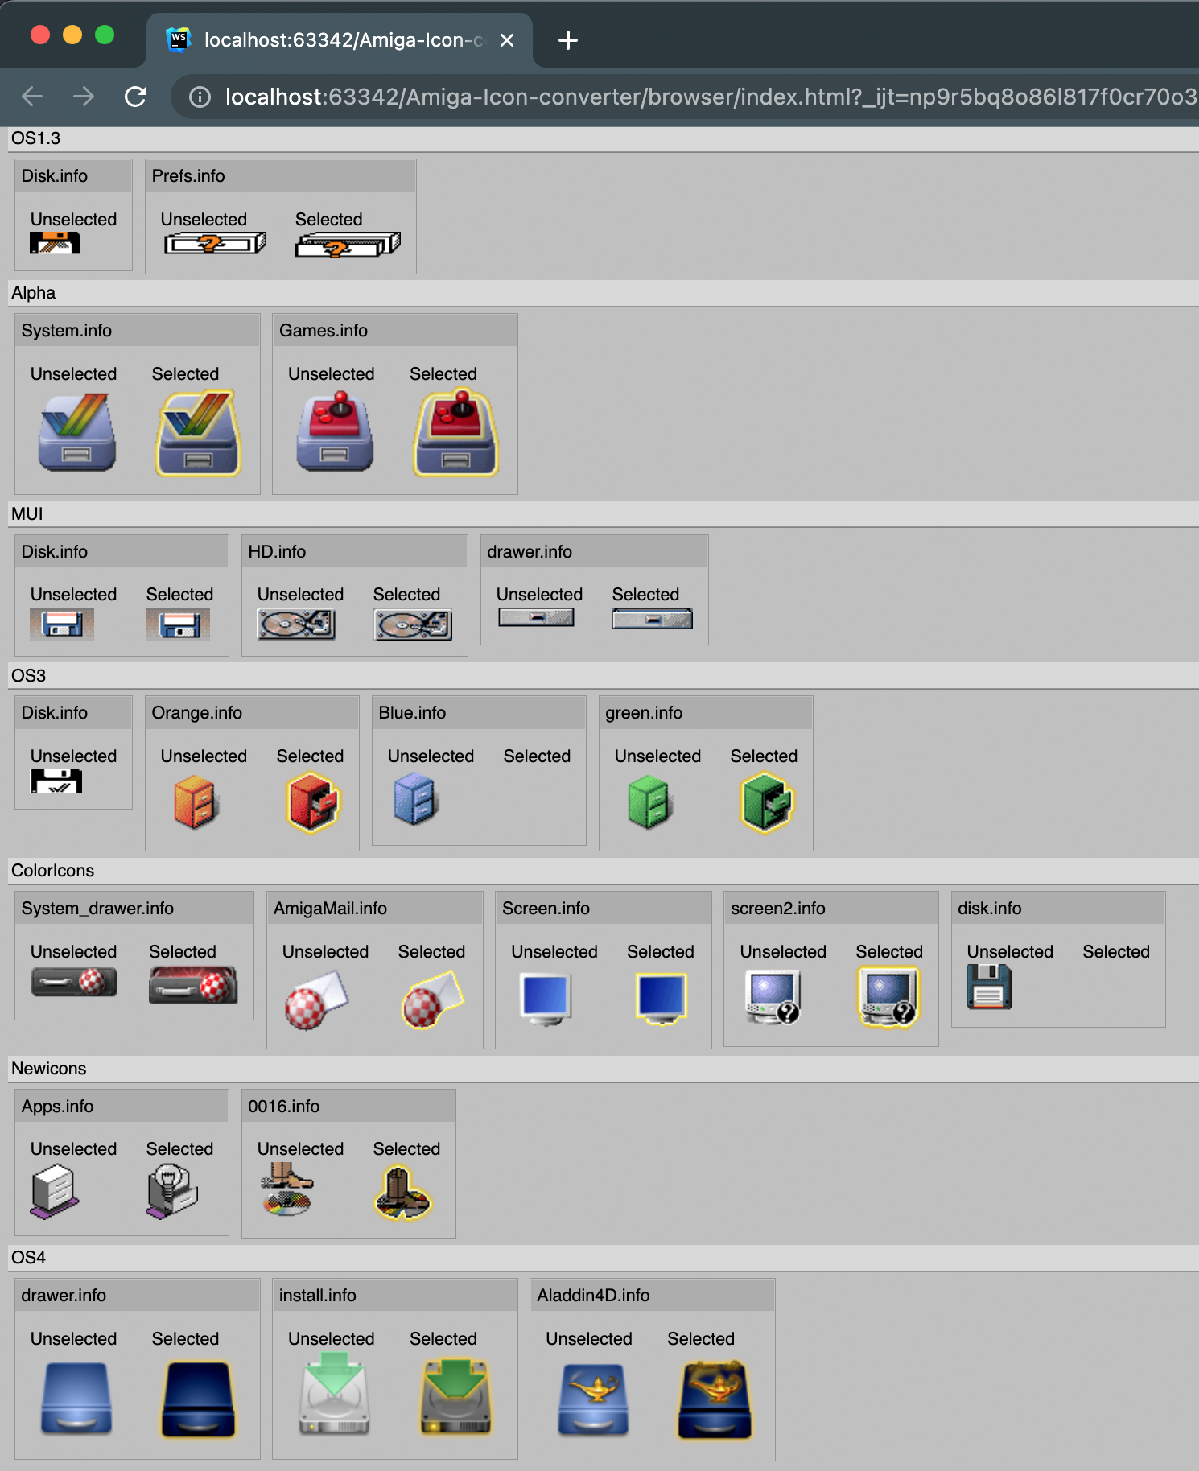 WS localhost:63342/Amiga-Icon-c
localhost:63342/Amiga-Icon-converter/browser/index.html?_ijt=np9r5bq8o86l817f0cr70o3
OS1.3
Disk.info Prefs.info
Unselected Unselected Selected
? ?
Alpha
System.info Games.info
Unselected Selected Unselected Selected
MUI
Disk.info HD.info drawer.info
Unselected Selected Unselected Selected Unselected Selected
OS3
Disk.info Orange.info Blue.info green.info
Unselected Unselected Selected Unselected Selected Unselected Selected
ColorIcons
System_drawer.info AmigaMail.info Screen.info screen2.info disk.info
Unselected Selected Unselected Selected Unselected Selected Unselected Selected Unselected Selected
? ?
Newicons
Apps.info 0016.info
Unselected Selected Unselected Selected
OS4
drawer.info install.info Aladdin4D.info
Unselected Selected Unselected Selected Unselected Selected